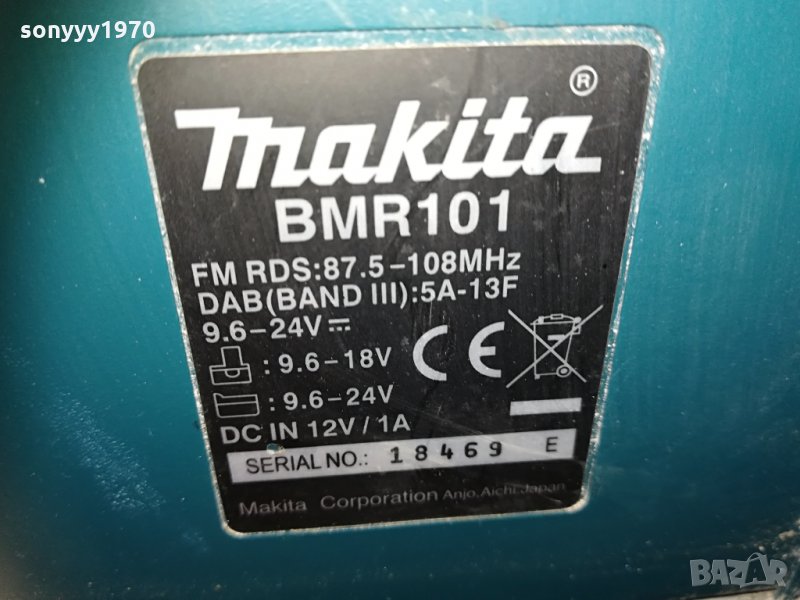 sonyyy1970
makita®
BMR101
FM RDS:87.5-108MHz
DAB(BAND III):5A-13F
9.6-24V
: 9.6-18V
: 9.6-24V
DC IN 12V/1A
CE
SERIAL NO.: 18469 E
Makita Corporation Anjo, Aichi, Japan
BAZAR